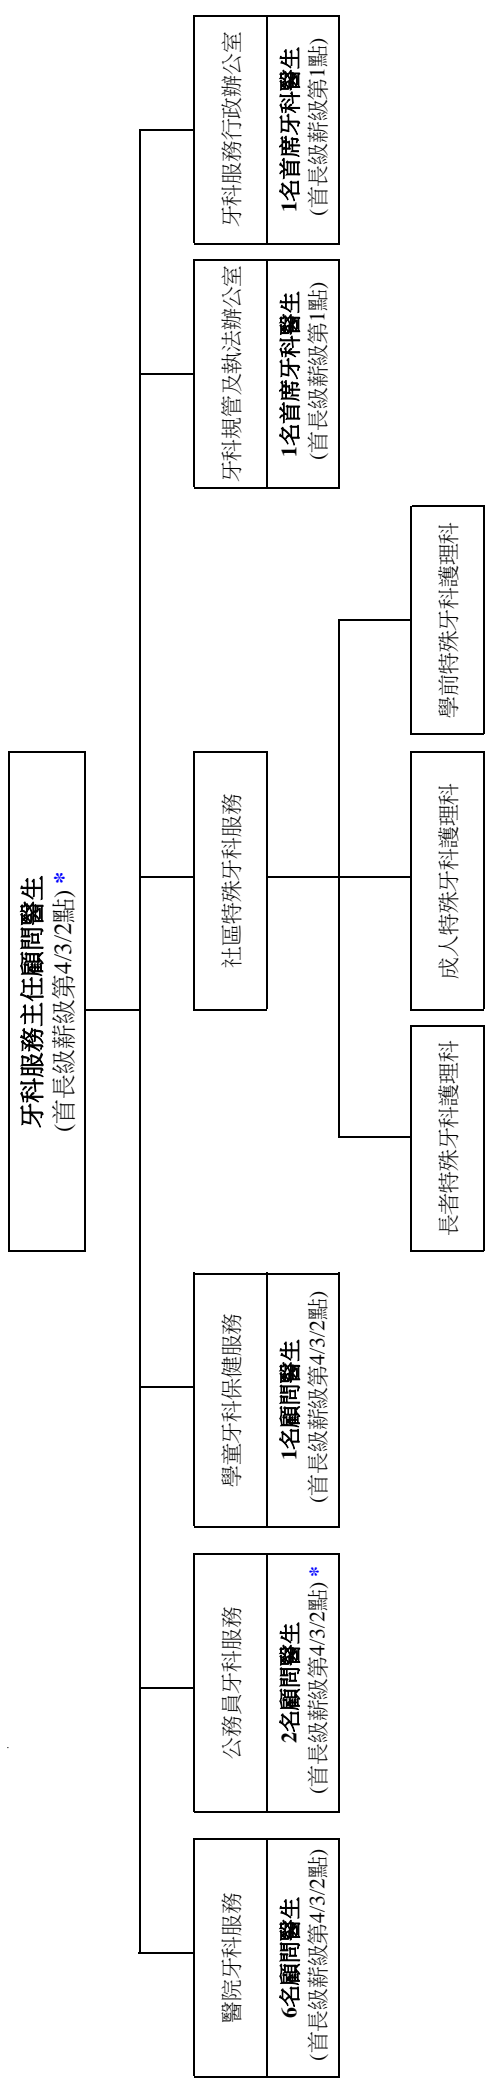 牙科服務主任顧問醫生
(首長級薪級第4/3/2點) *
醫院牙科服務
6名顧問醫生
(首長級薪級第4/3/2點)
公務員牙科服務
2名顧問醫生
(首長級薪級第4/3/2點) *
學童牙科保健服務
1名顧問醫生
(首長級薪級第4/3/2點)
社區特殊牙科服務
牙科規管及執法辦公室
1名首席牙科醫生
(首長級薪級第1點)
牙科服務行政辦公室
1名首席牙科醫生
(首長級薪級第1點)
長者特殊牙科護理科
成人特殊牙科護理科
學前特殊牙科護理科